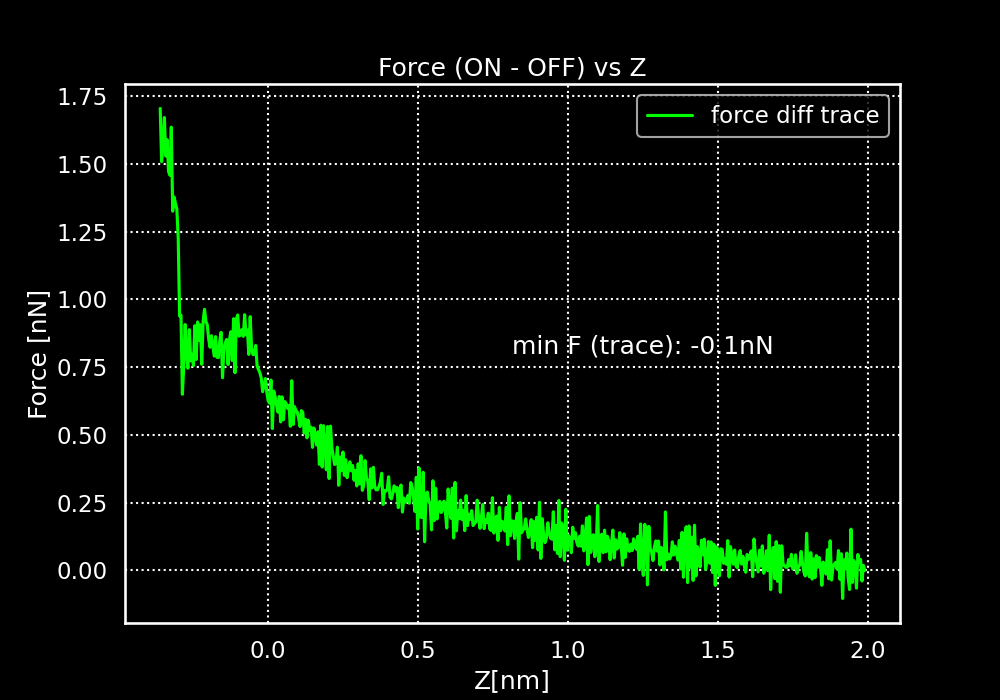 Force (ON - OFF) vs Z
force diff trace
1.75
1.50
1.25
1.00
0.75
0.50
0.25
0.00
Force [nN]
min F (trace): -0.1nN
0.0
0.5
1.0
1.5
2.0
Z[nm]